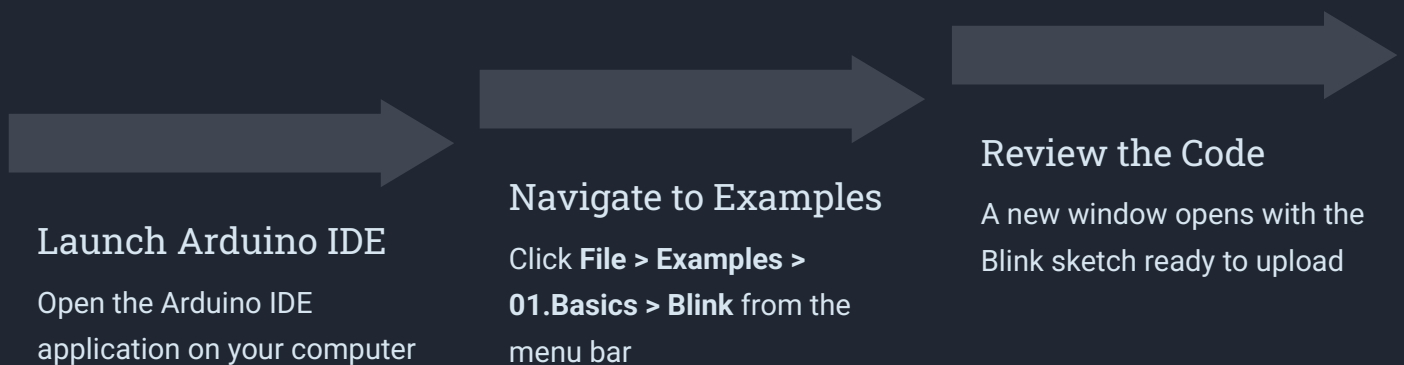 Launch Arduino IDE
Open the Arduino IDE
application on your computer
Navigate to Examples
Click File > Examples >
01.Basics > Blink from the
menu bar
Review the Code
A new window opens with the
Blink sketch ready to upload